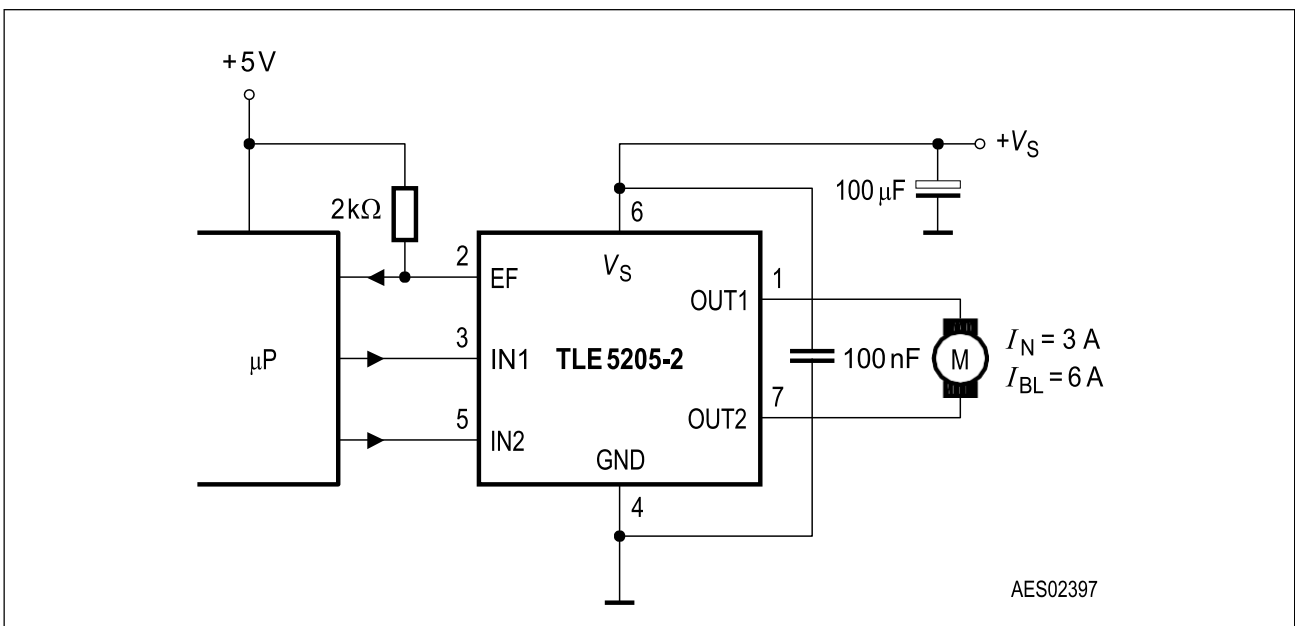 +5V
+VS
100 µF
2kΩ
6
2
EF
VS
1
OUT1
3
IN1
TLE 5205-2
µP
100 nF
M
IN = 3 A
IBL = 6 A
7
OUT2
5
IN2
GND
4
AES02397